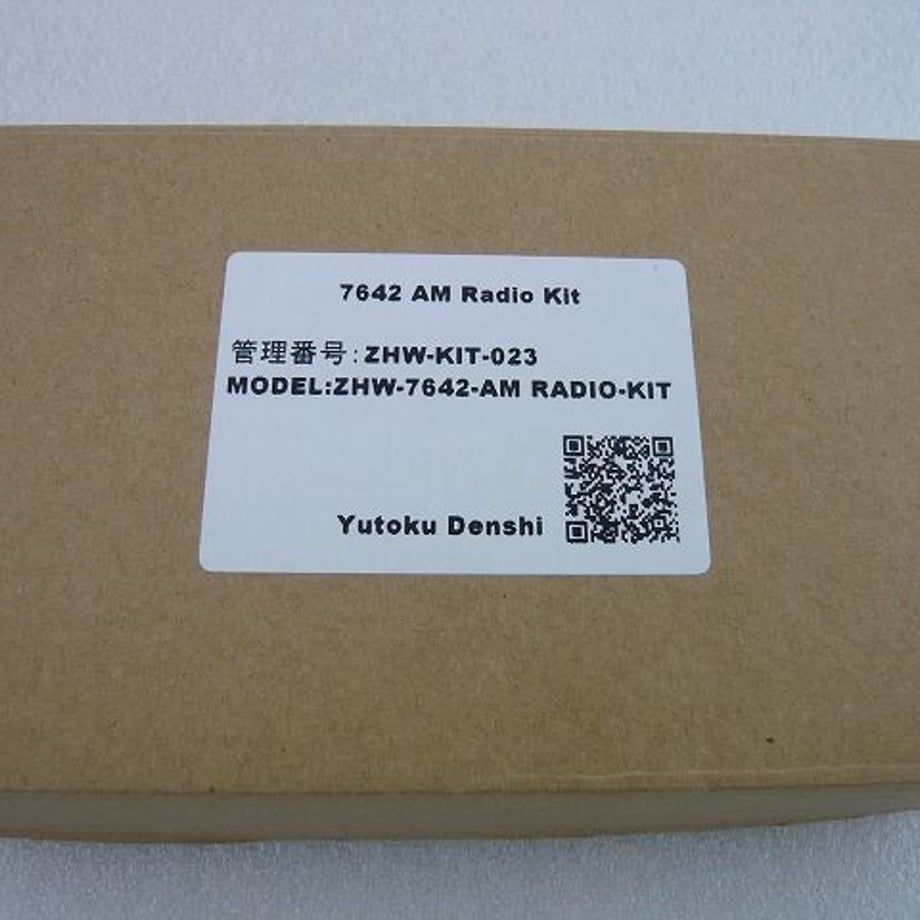 7642 AM Radio Kit
管理番号:ZHW-KIT-023
MODEL:ZHW-7642-AM RADIO-KIT
Yutoku Denshi